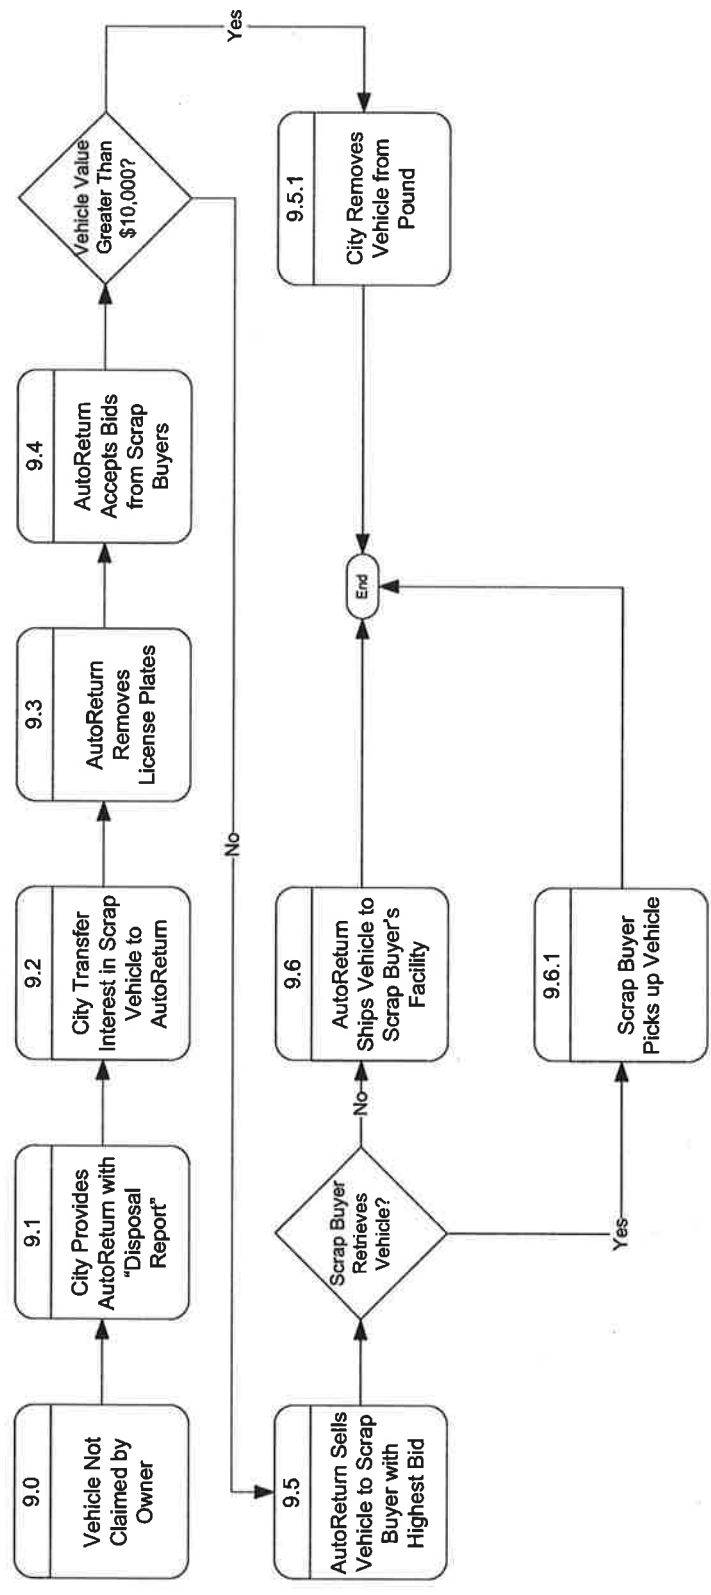 9.0
Vehicle Not
Claimed by
Owner
9.1
City Provides
AutoReturn with
“Disposal
Report”
9.2
City Transfer
Interest in Scrap
Vehicle to
AutoReturn
9.3
AutoReturn
Removes
License Plates
9.4
AutoReturn
Accepts Bids
from Scrap
Buyers
Vehicle Value
Greater Than
$10,000?
Yes
No
9.5
AutoReturn Sells
Vehicle to Scrap
Buyer with
Highest Bid
Scrap Buyer
Retrieves
Vehicle?
No
9.6
AutoReturn
Ships Vehicle to
Scrap Buyer's
Facility
End
9.5.1
City Removes
Vehicle from
Pound
Yes
9.6.1
Scrap Buyer
Picks up Vehicle